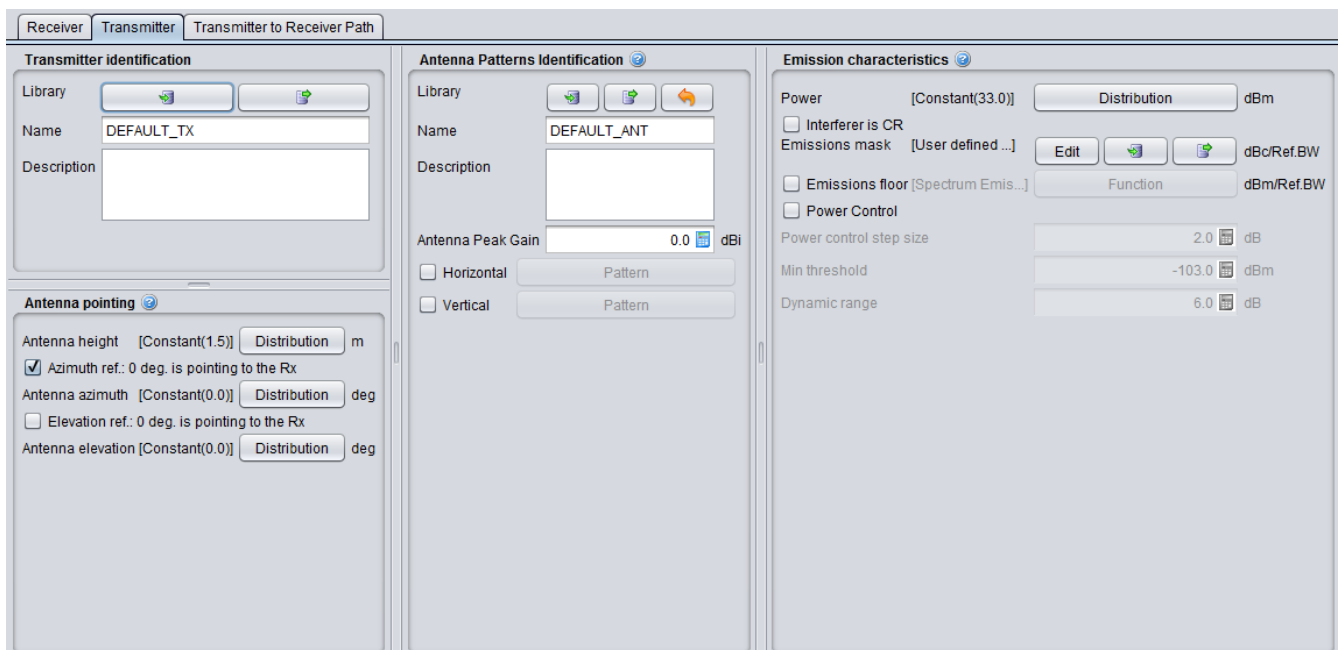 Receiver Transmitter Transmitter to Receiver Path
Transmitter identification
Library
Name DEFAULT_TX
Description
Antenna pointing
Antenna height [Constant(1.5)] Distribution m
Azimuth ref.: 0 deg. is pointing to the Rx
Antenna azimuth [Constant(0.0)] Distribution deg
Elevation ref.: 0 deg. is pointing to the Rx
Antenna elevation [Constant(0.0)] Distribution deg
Antenna Patterns Identification
Library
Name DEFAULT_ANT
Description
Antenna Peak Gain 0.0 dBi
Horizontal Pattern
Vertical Pattern
Emission characteristics
Power [Constant(33.0)] Distribution dBm
Interferer is CR
Emissions mask [User defined ...] Edit dBc/Ref.BW
Emissions floor [Spectrum Emis...] Function dBm/Ref.BW
Power Control
Power control step size 2.0 dB
Min threshold -103.0 dBm
Dynamic range 6.0 dB